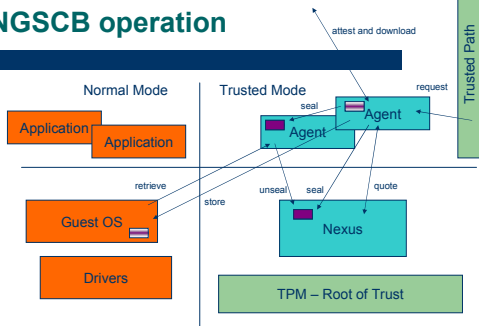 NGSCB operation
attest and download
Trusted Path
Normal Mode
Trusted Mode
request
seal
Agent
Application
Agent
Application
retrieve
store
unseal
seal
quote
Guest OS
Nexus
Drivers
TPM – Root of Trust